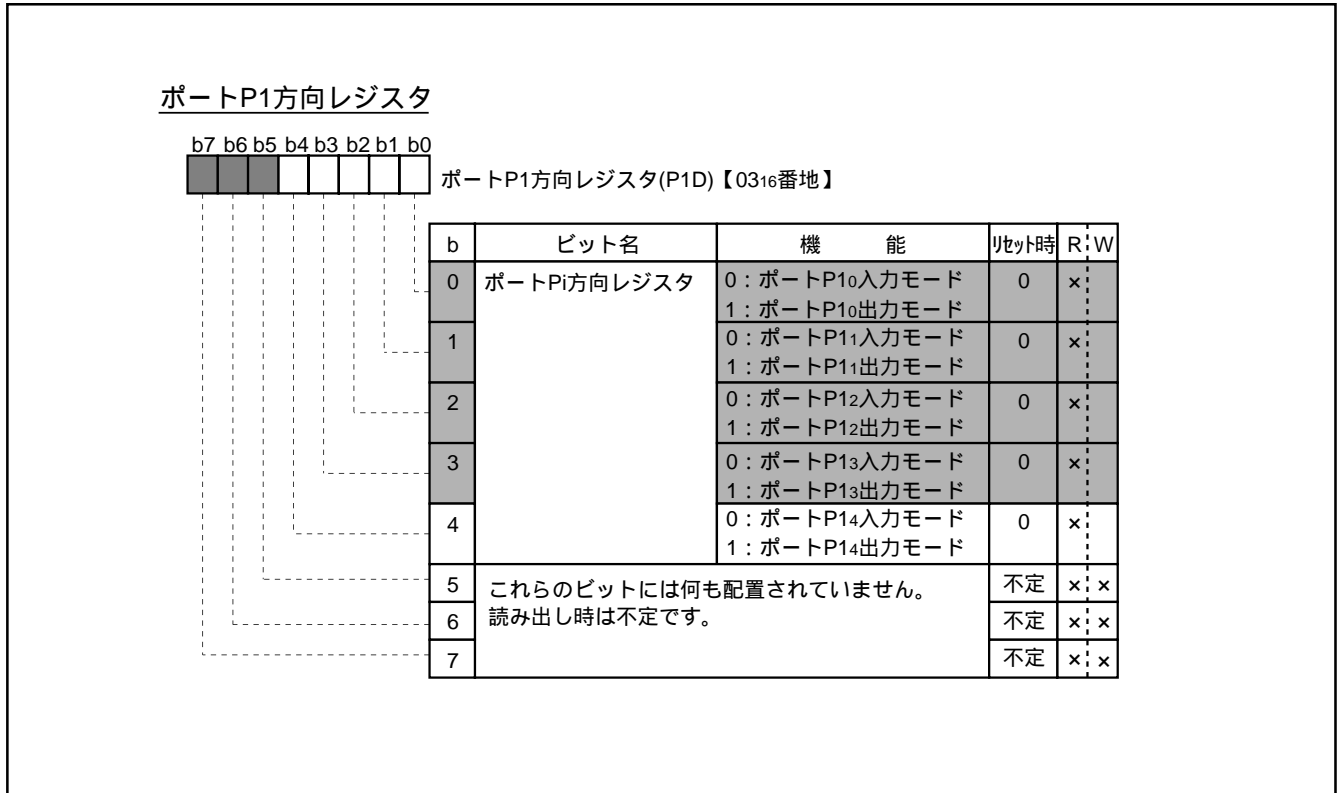 ポートP1方向レジスタ
b7 b6 b5 b4 b3 b2 b1 b0
ポートP1方向レジスタ(P1D)【0316番地】
b ビット名 機 能 リセット時 R W
0 ポートPi方向レジスタ 0：ポートP10入力モード 0 ×
1：ポートP10出力モード
1 0：ポートP11入力モード 0 ×
1：ポートP11出力モード
2 0：ポートP12入力モード 0 ×
1：ポートP12出力モード
3 0：ポートP13入力モード 0 ×
1：ポートP13出力モード
4 0：ポートP14入力モード 0 ×
1：ポートP14出力モード
5 これらのビットには何も配置されていません。 不定 × ×
6 読み出し時は不定です。 不定 × ×
7 不定 × ×